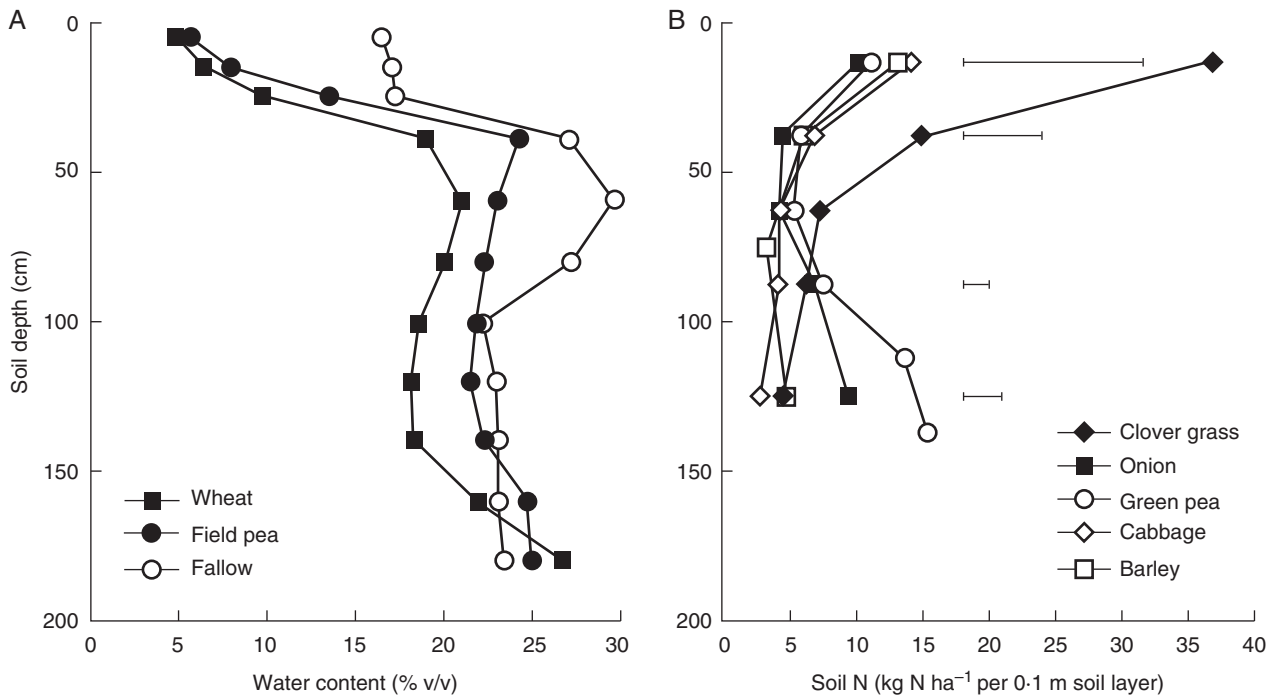 A
0
50
100
150
200
Soil depth (cm)
Wheat
Field pea
Fallow
0 5 10 15 20 25 30
Water content (% v/v)
B
0
50
100
150
200
Clover grass
Onion
Green pea
Cabbage
Barley
0 5 10 15 20 25 30 35 40
Soil N (kg N ha⁻¹ per 0·1 m soil layer)